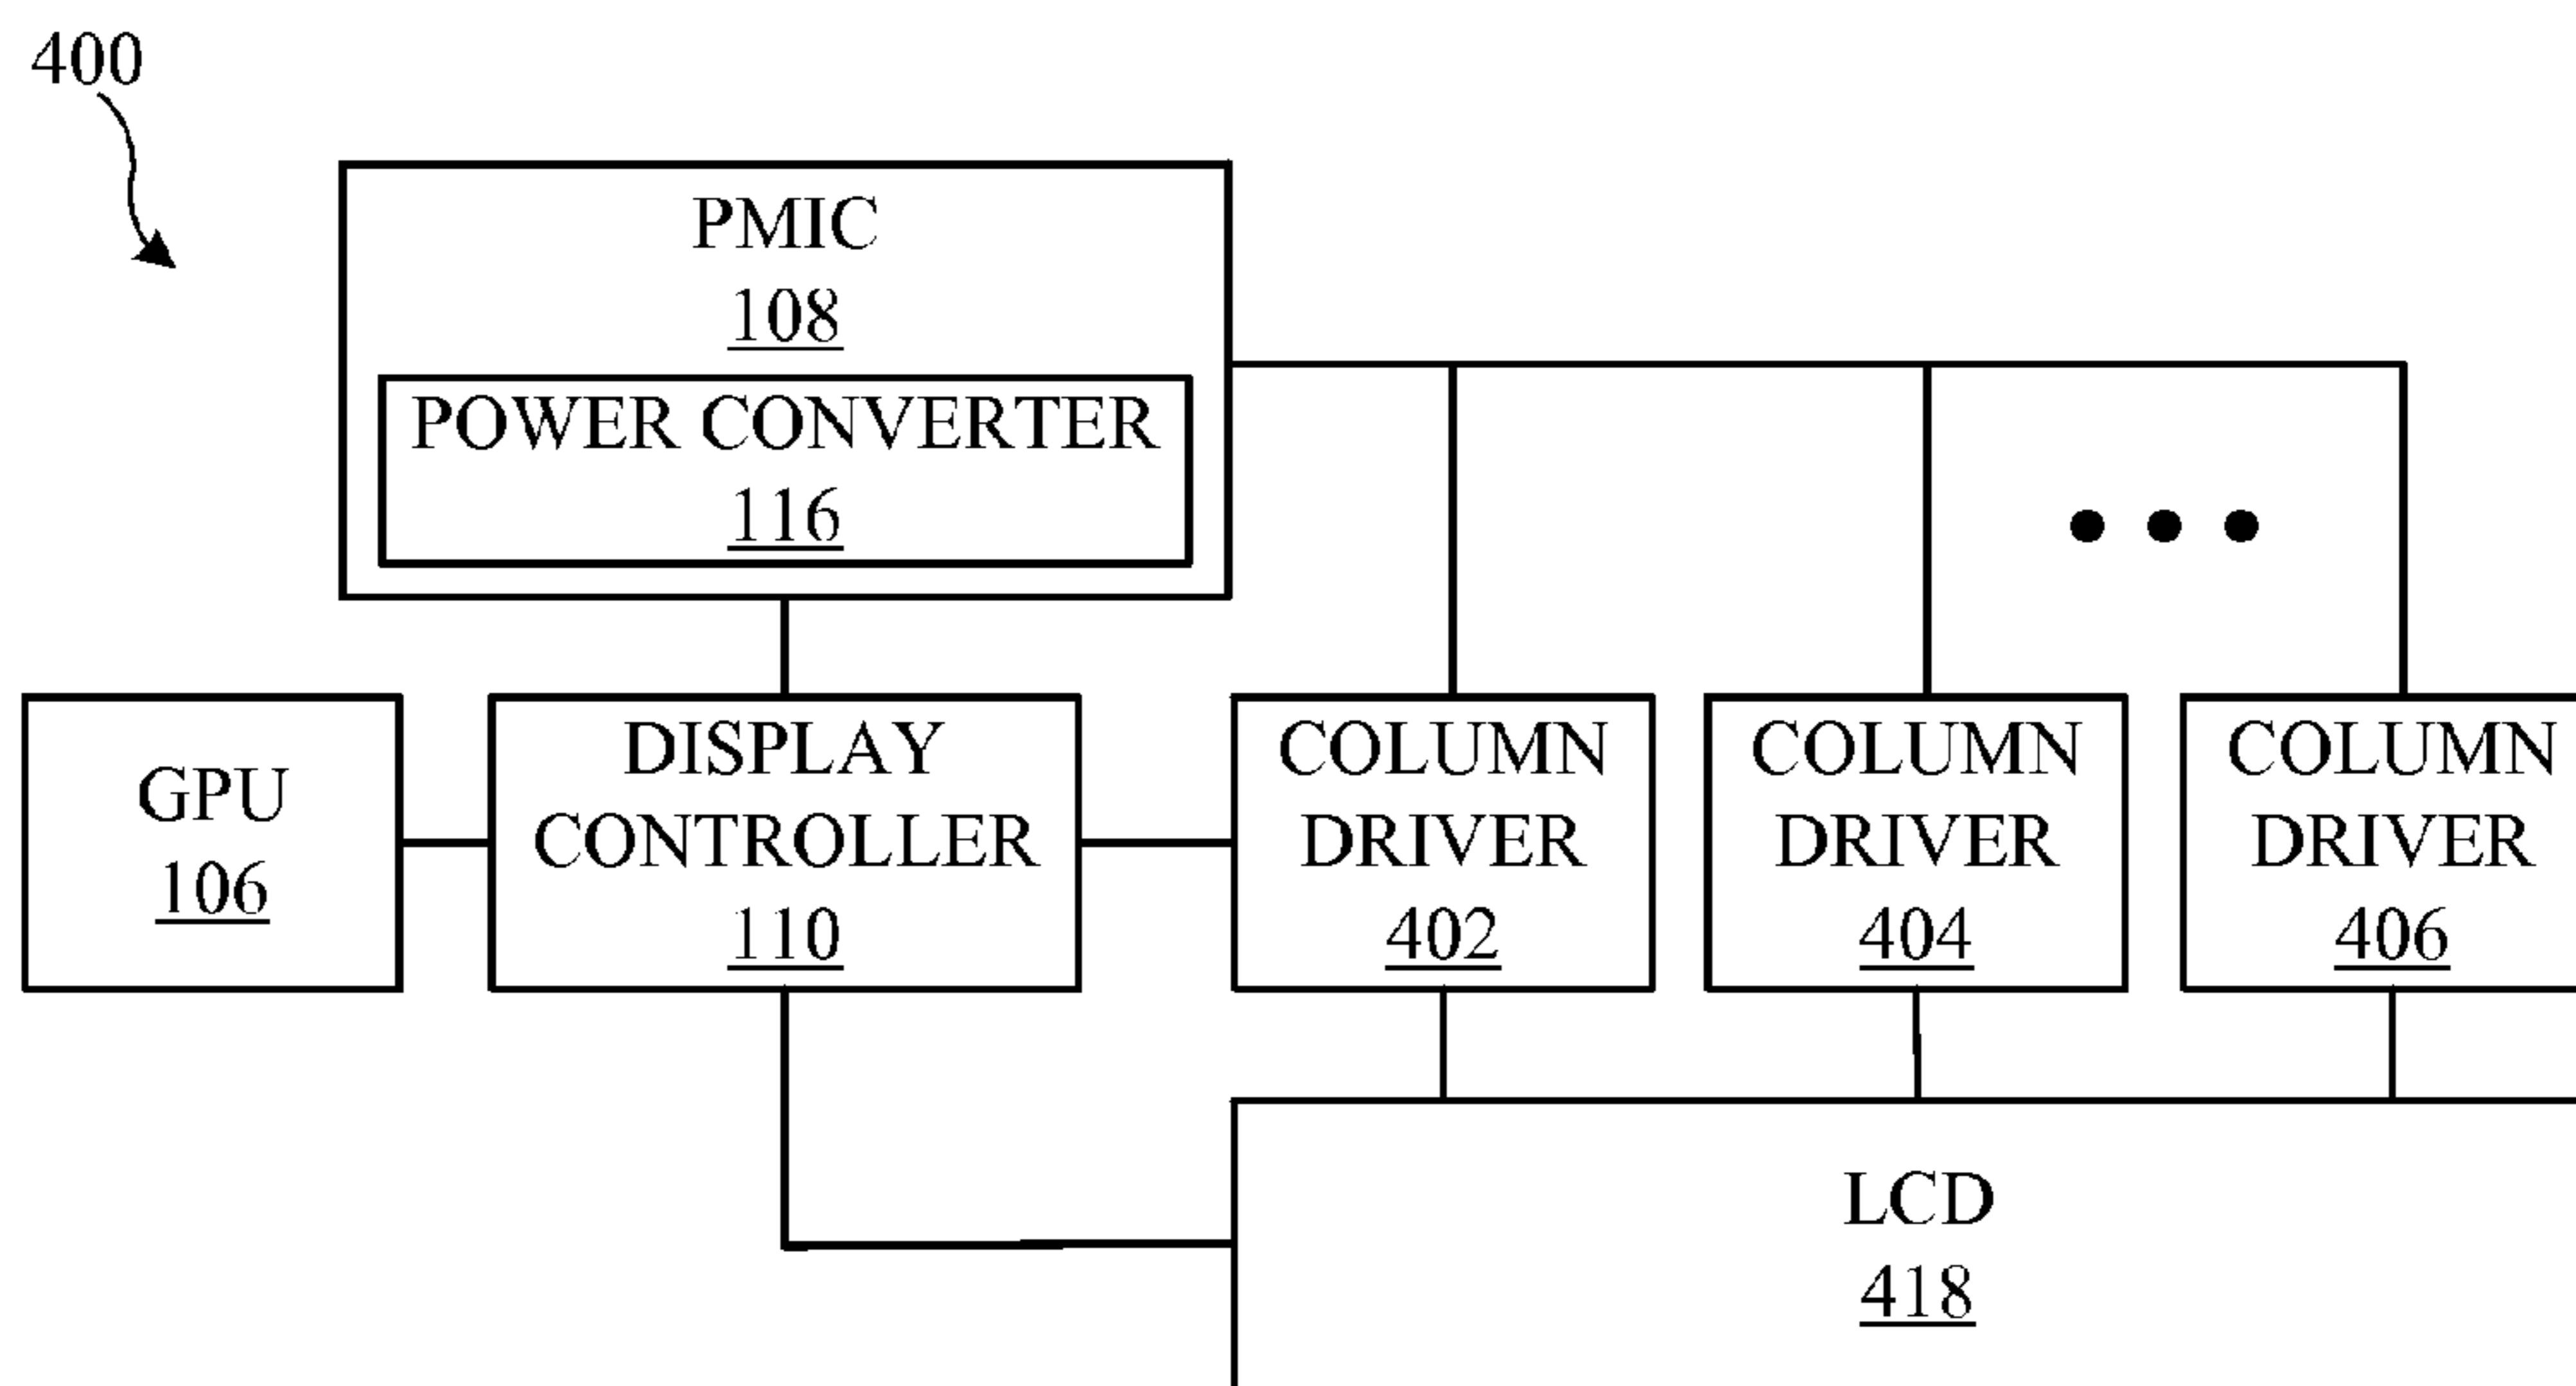 400
PMIC
108
POWER CONVERTER
116
GPU
106
DISPLAY
CONTROLLER
110
COLUMN
DRIVER
402
COLUMN
DRIVER
404
COLUMN
DRIVER
406
LCD
418